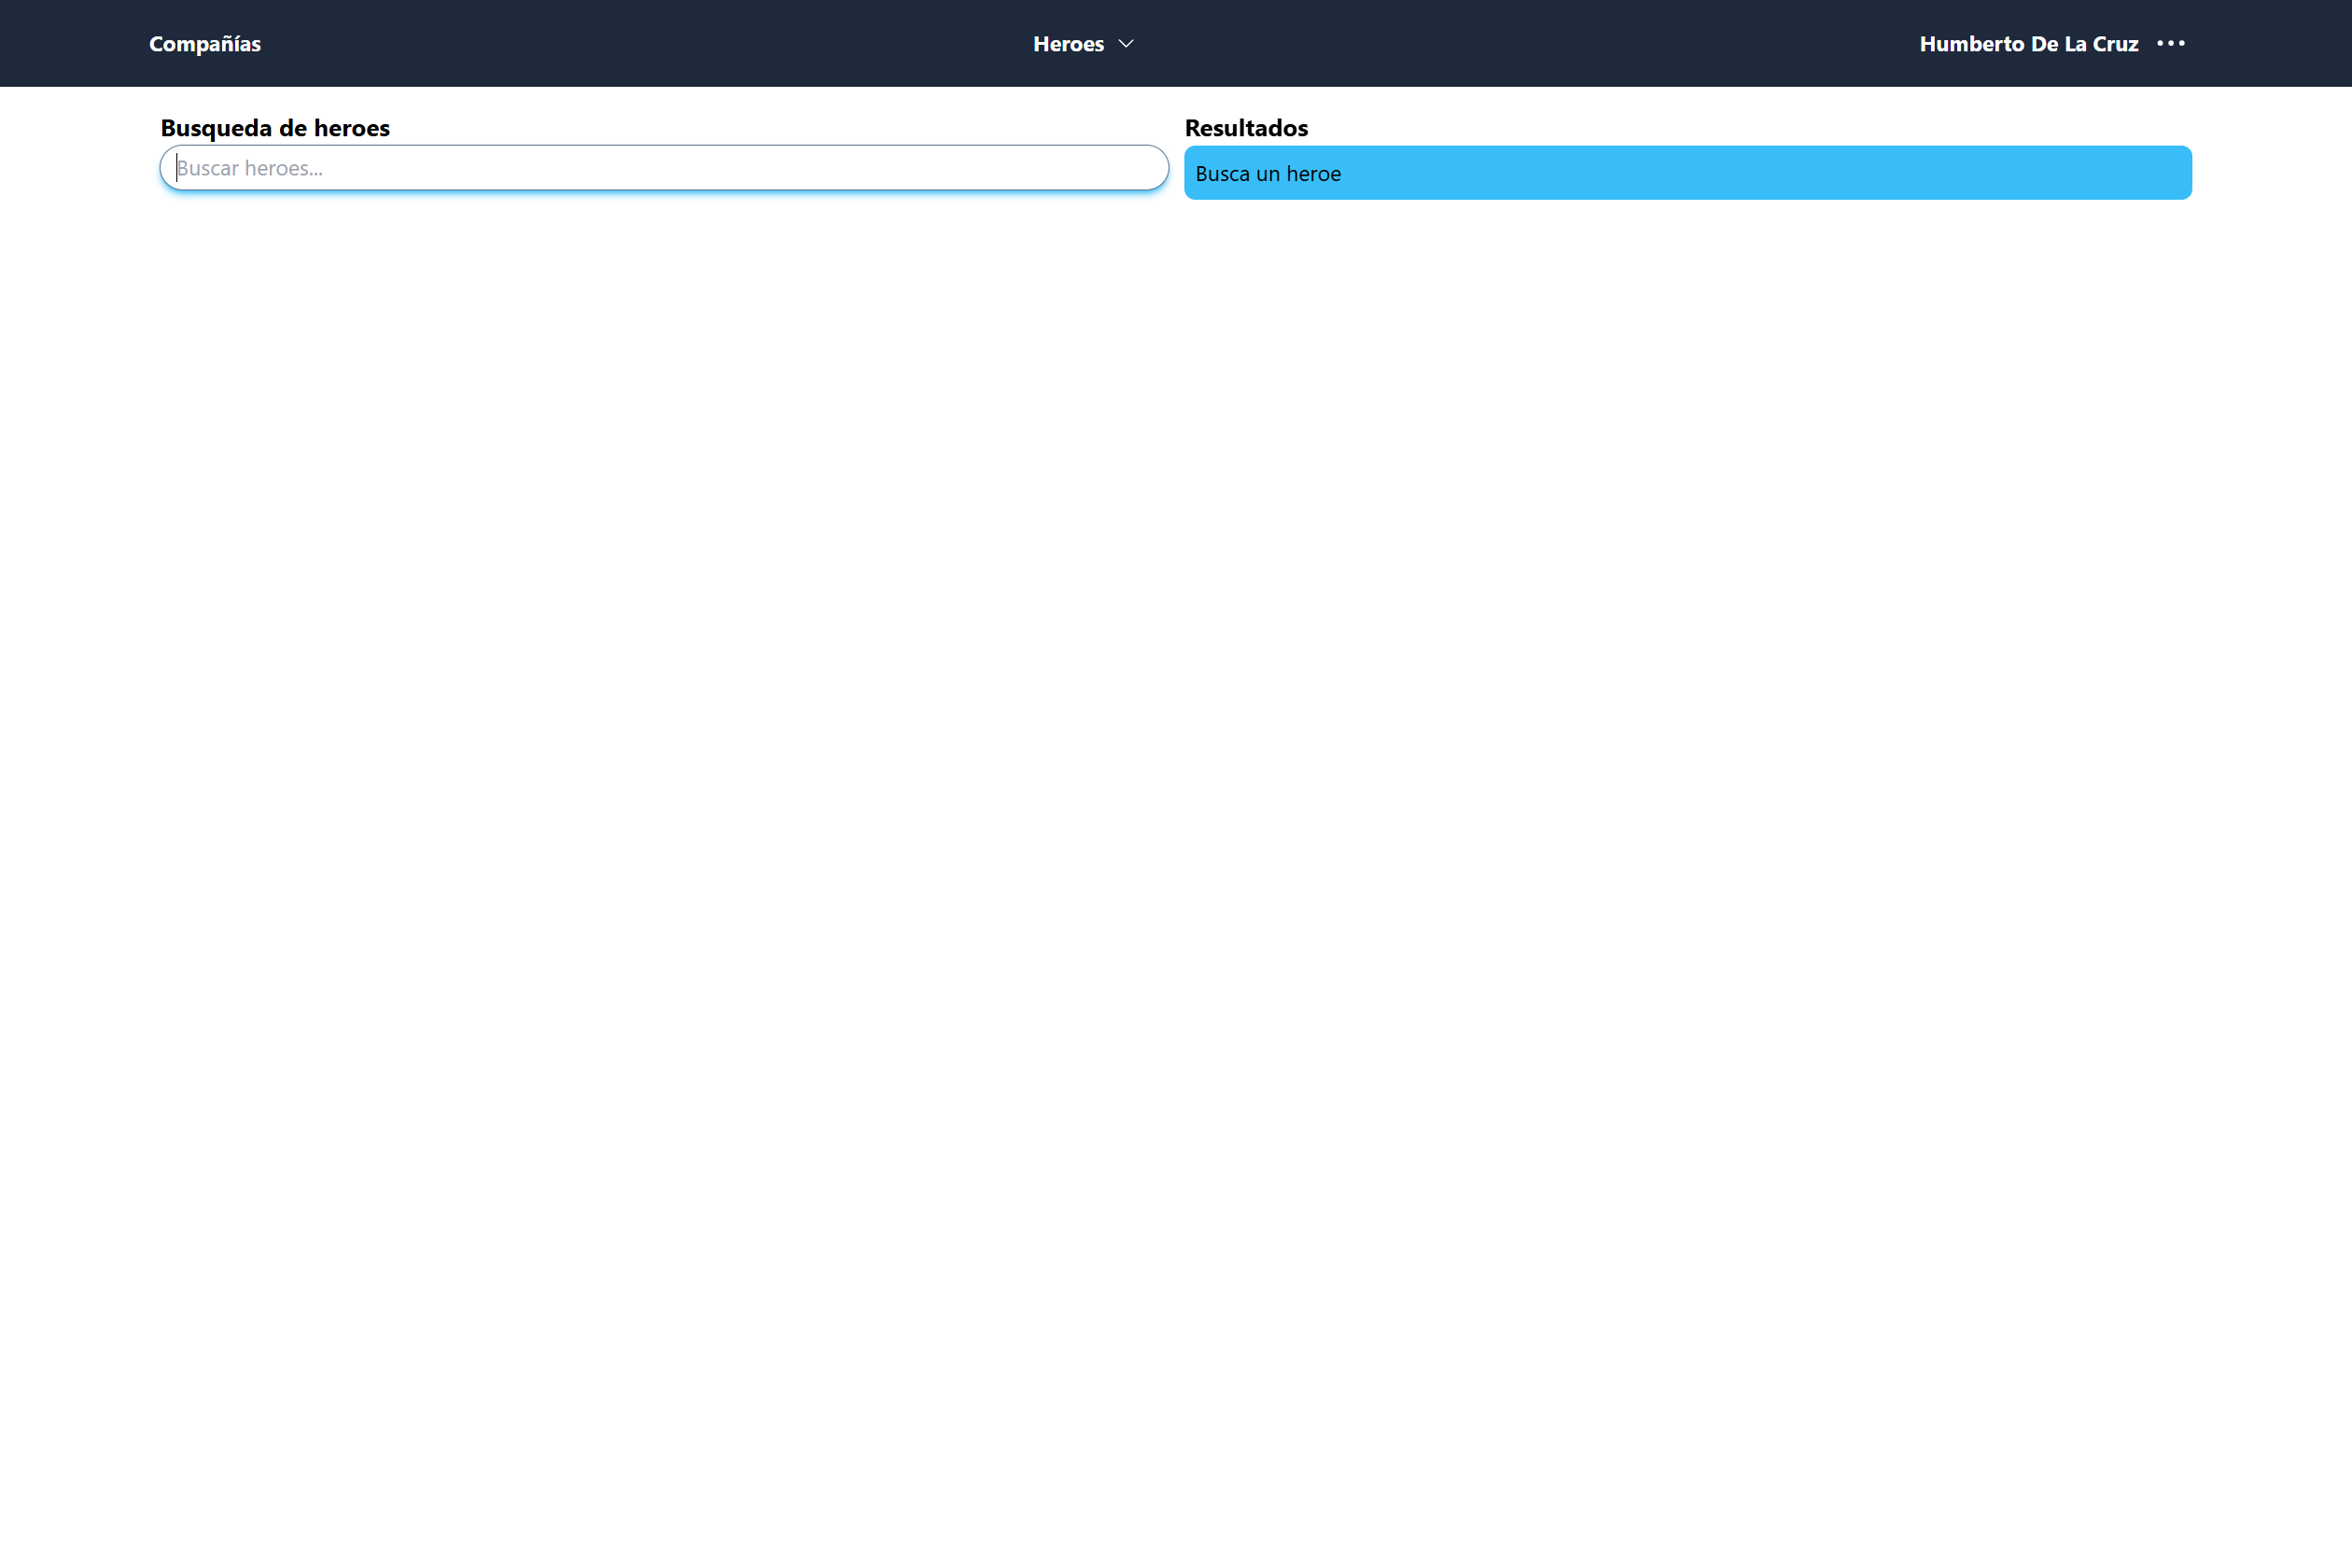 Compañías
Heroes
Humberto De La Cruz
Busqueda de heroes
Buscar heroes...
Resultados
Busca un heroe